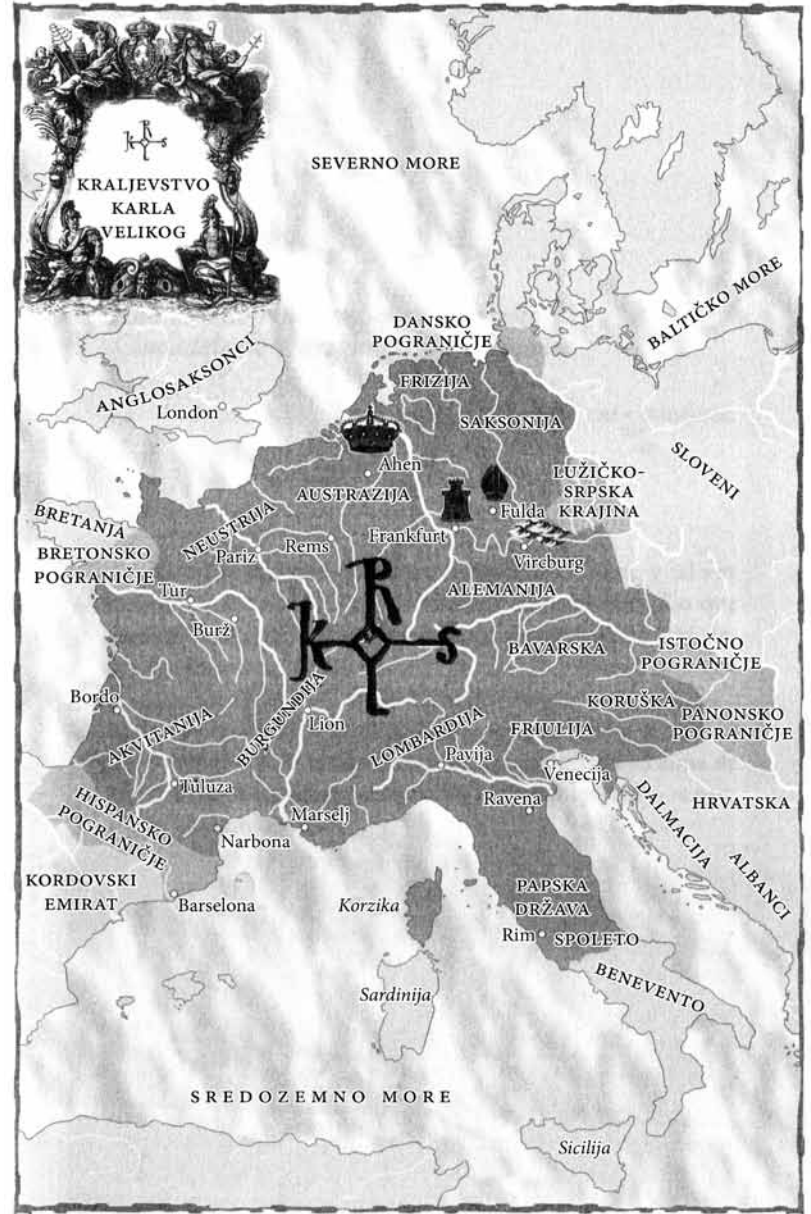 K R L S
KRALJEVSTVO
KARLA
VELIKOG
SEVERNO MORE
BALTIČKO MORE
DANSKO
POGRANIČJE
FRIZIJA
SAKSONIJA
ANGLOSAKSONCI
London
SLOVENI
LUŽIČKO-
SRPSKA
KRAJINA
Ahen
AUSTRAZIJA
Fulda
BRETANJA
BRETONSKO
POGRANIČJE
NEUSTRIJA
Pariz
Rems
Frankfurt
Vircburg
Tur
Burž
ALEMANIJA
K R L S
BAVARSKA
ISTOČNO
POGRANIČJE
Bordo
AKVITANIJA
BURGUNDIJA
Lion
KORUŠKA
PANONSKO
POGRANIČJE
LOMBARDIJA
FRIULIJA
Pavija
Venecija
Tuluza
HISPANSKO
POGRANIČJE
Marselj
Ravena
HRVATSKA
DALMACIJA
ALBANCI
Narbona
KORDOVSKI
EMIRAT
Barselona
Korzika
PAPSKA
DRŽAVA
Rim
SPOLETO
BENEVENTO
Sardinija
SREDOZEMNO MORE
Sicilija